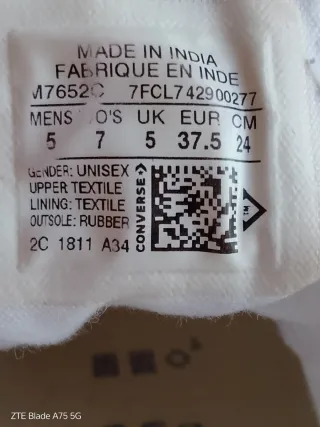 MADE IN INDIA
FABRIQUE EN INDE
M7652C 7FCL742900277
MENS WO'S UK EUR CM
5 7 5 37.5 24
GENDER: UNISEX
UPPER TEXTILE
LINING: TEXTILE
OUTSOLE: RUBBER
2C 1811 A34
CONVERSE
ZTE Blade A75 5G